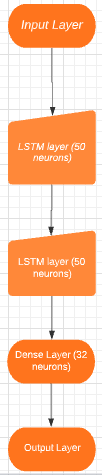 Input Layer
LSTM layer (50
neurons)
LSTM layer (50
neurons)
Dense Layer (32
neurons)
Output Layer